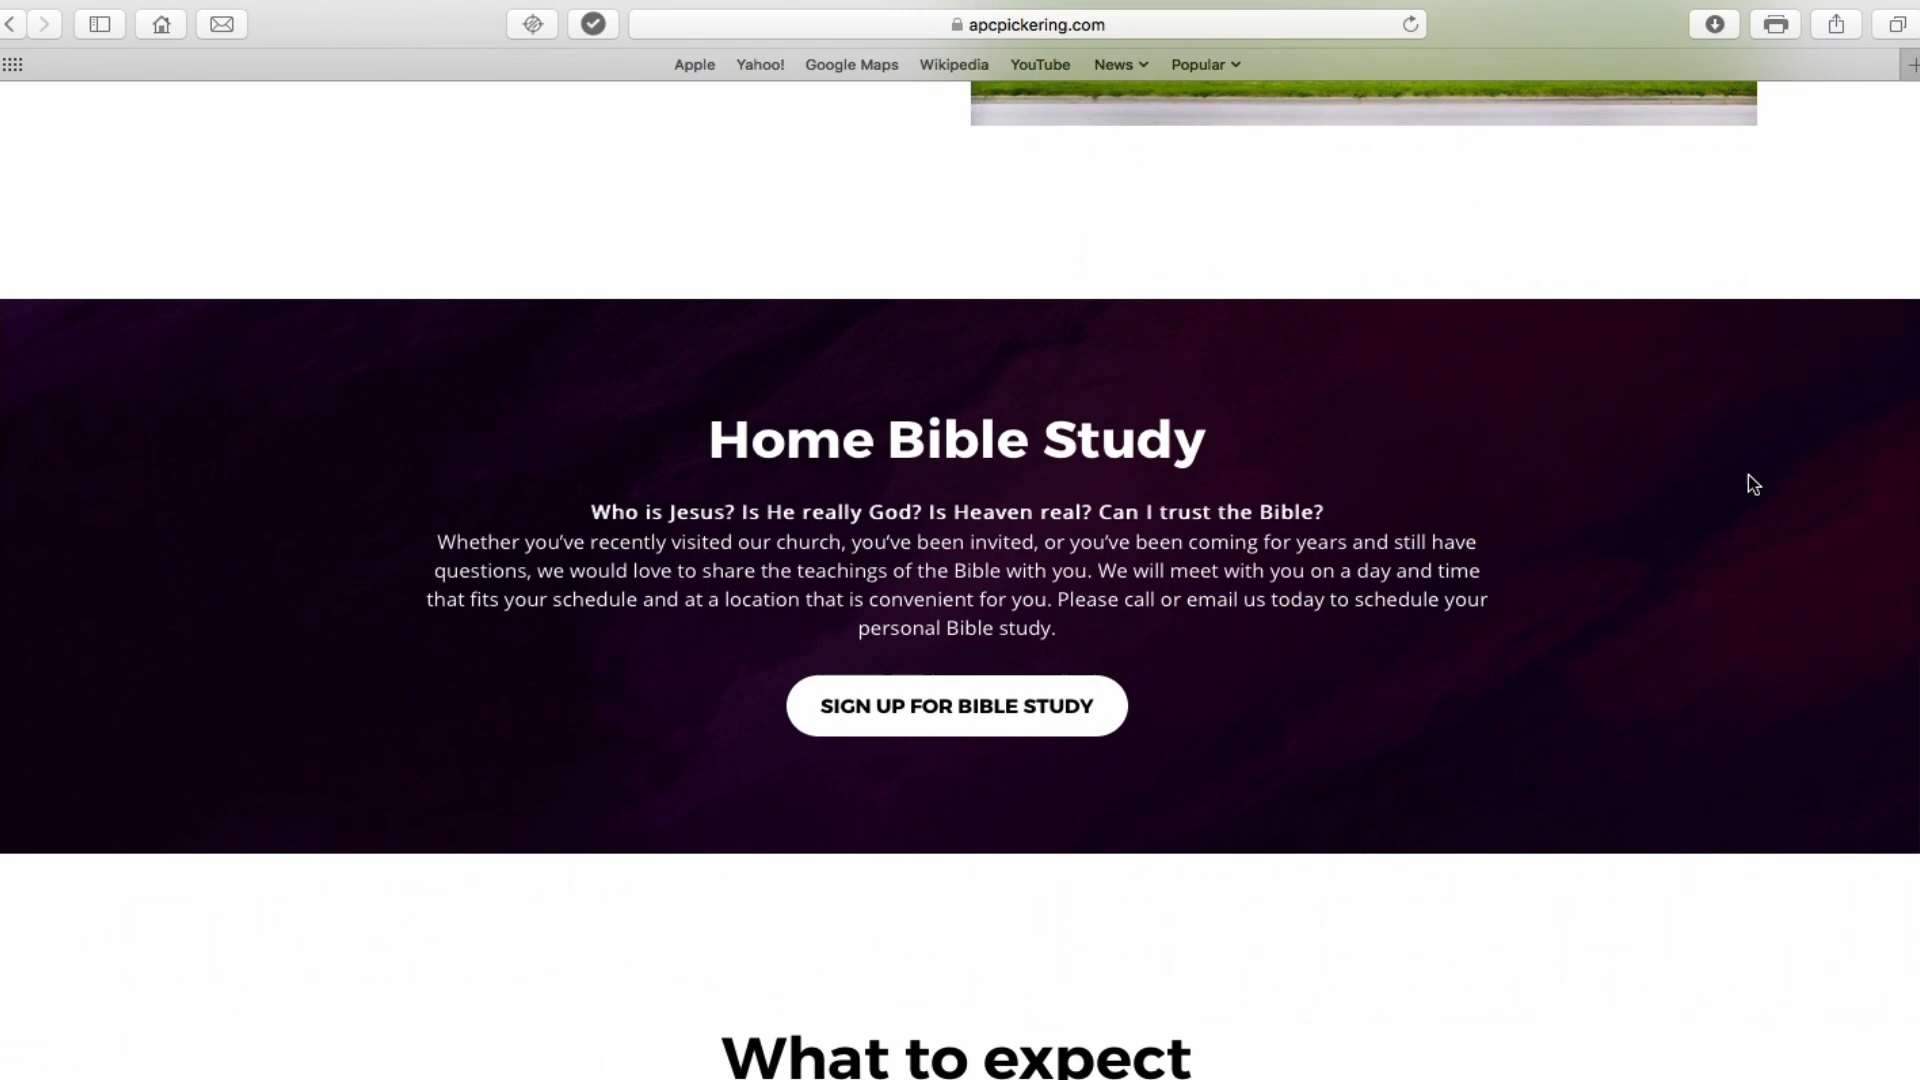 apcpickering.com
Apple Yahoo! Google Maps Wikipedia YouTube News Popular
Home Bible Study
Who is Jesus? Is He really God? Is Heaven real? Can I trust the Bible?
Whether you’ve recently visited our church, you’ve been invited, or you’ve been coming for years and still have
questions, we would love to share the teachings of the Bible with you. We will meet with you on a day and time
that fits your schedule and at a location that is convenient for you. Please call or email us today to schedule your
personal Bible study.
SIGN UP FOR BIBLE STUDY
What to expect